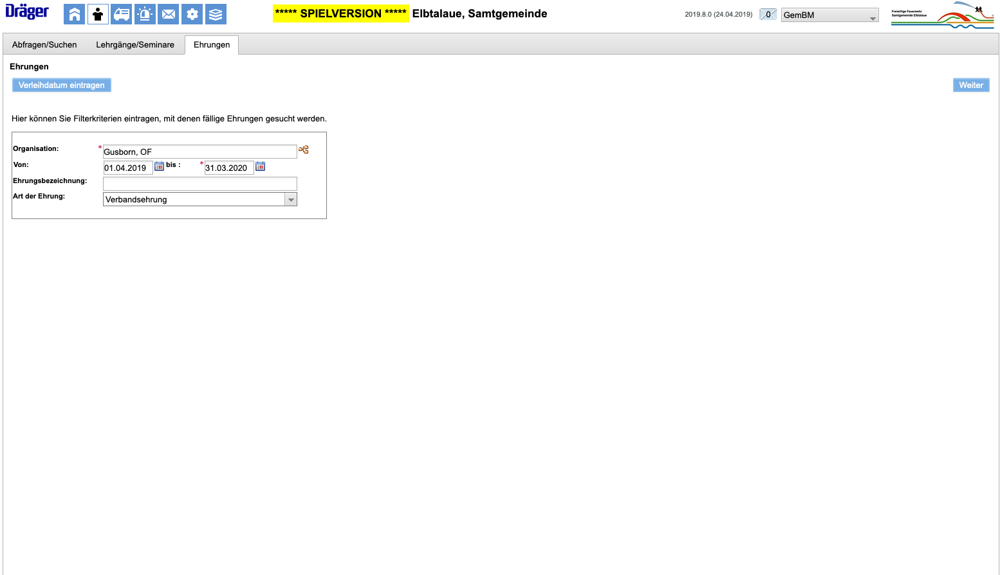 Dräger
***** SPIELVERSION ***** Elbtalaue, Samtgemeinde
2019.8.0 (24.04.2019)
0
GemBM
Freiwillige Feuerwehr
Samtgemeinde Elbtalaue
Abfragen/Suchen Lehrgänge/Seminare Ehrungen
Ehrungen
Verleihdatum eintragen
Weiter
Hier können Sie Filterkriterien eintragen, mit denen fällige Ehrungen gesucht werden.
Organisation: * Gusborn, OF
Von: 01.04.2019 bis : * 31.03.2020
Ehrungsbezeichnung:
Art der Ehrung: Verbandsehrung